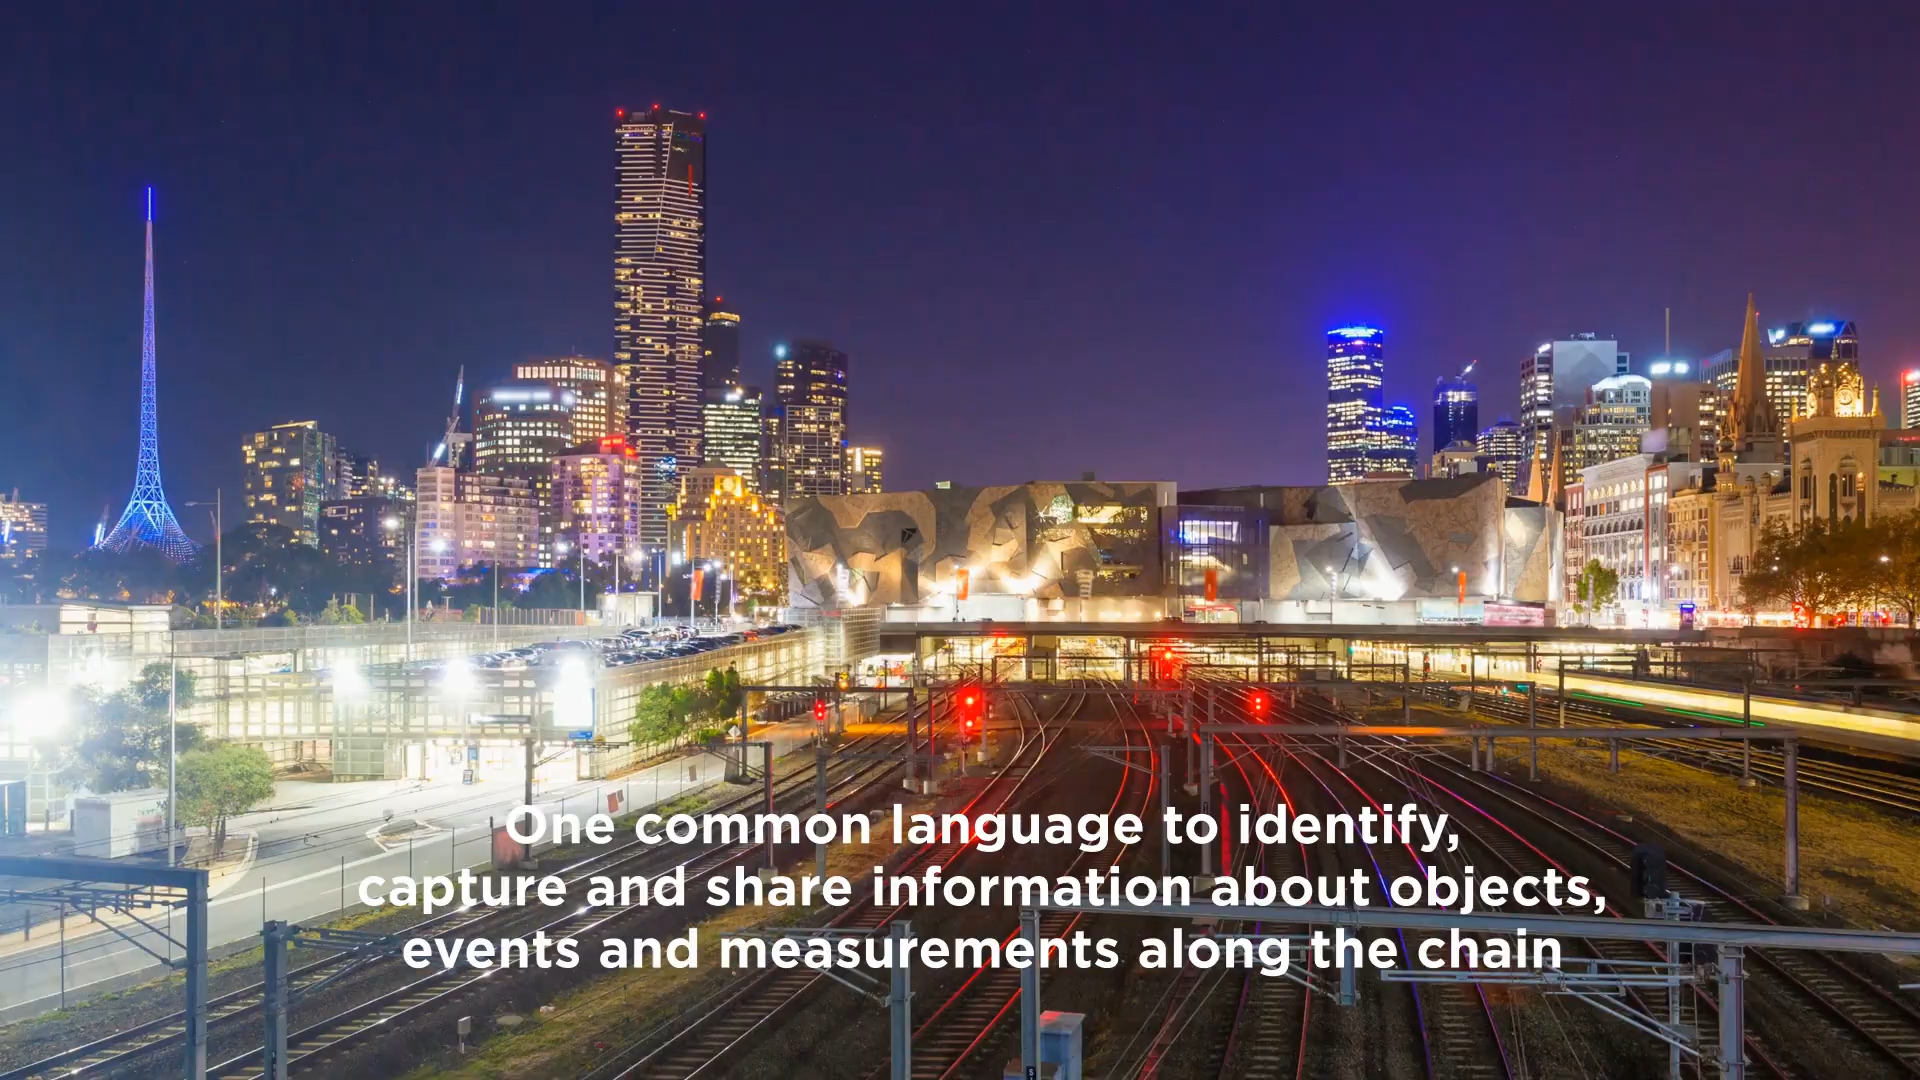 One common language to identify,
capture and share information about objects,
events and measurements along the chain